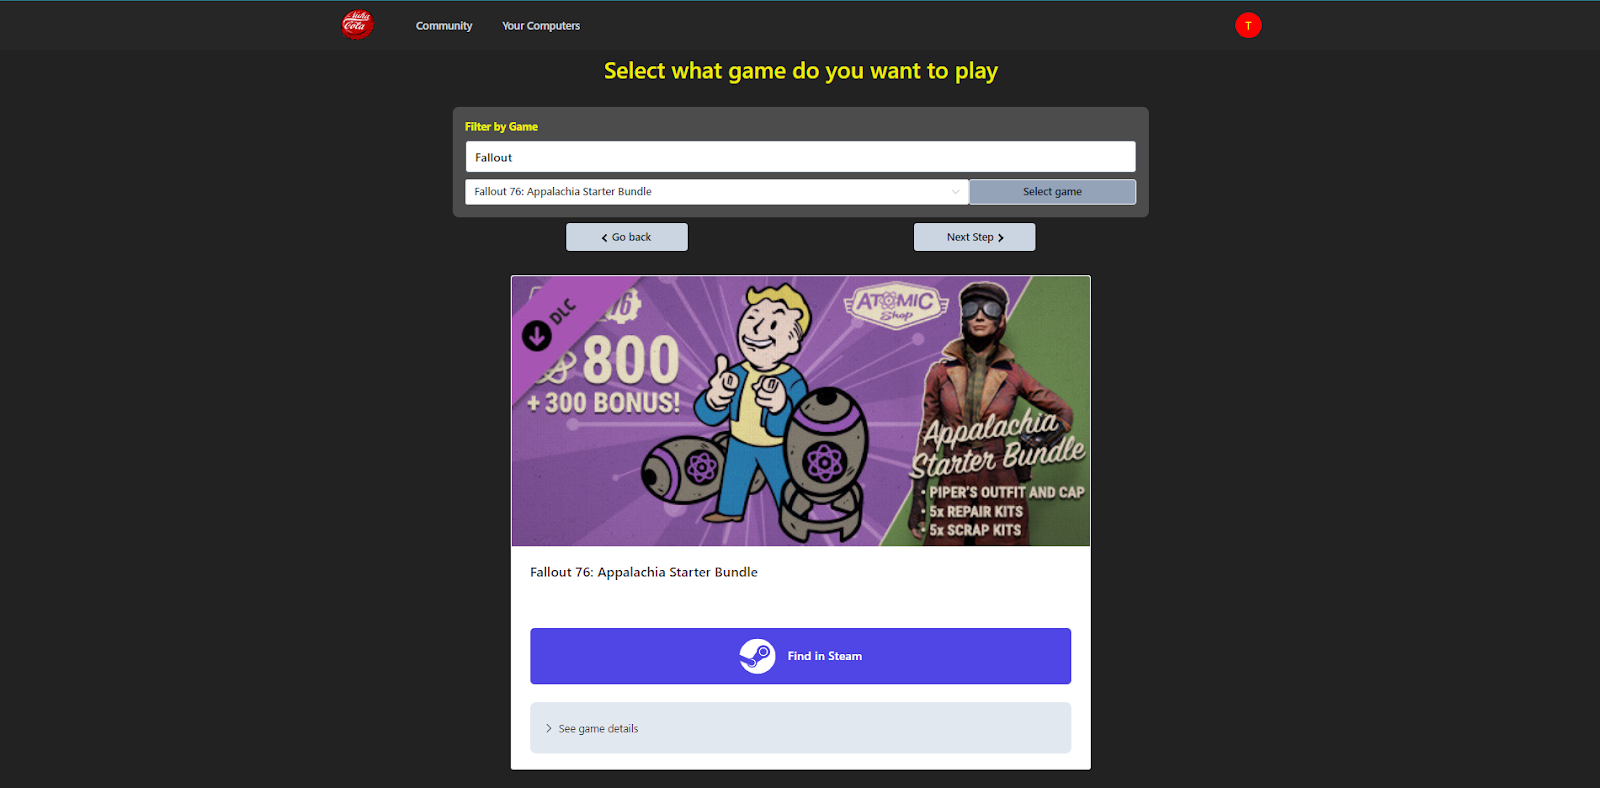 Nuka
Cola
Community
Your Computers
T
Select what game do you want to play
Filter by Game
Fallout
Fallout 76: Appalachia Starter Bundle
Select game
Go back
Next Step
DLC
76
800
+ 300 BONUS!
ATOMIC
Shop
Appalachia
Starter Bundle
• PIPER'S OUTFIT AND CAP
• 5x REPAIR KITS
• 5x SCRAP KITS
Fallout 76: Appalachia Starter Bundle
Find in Steam
See game details